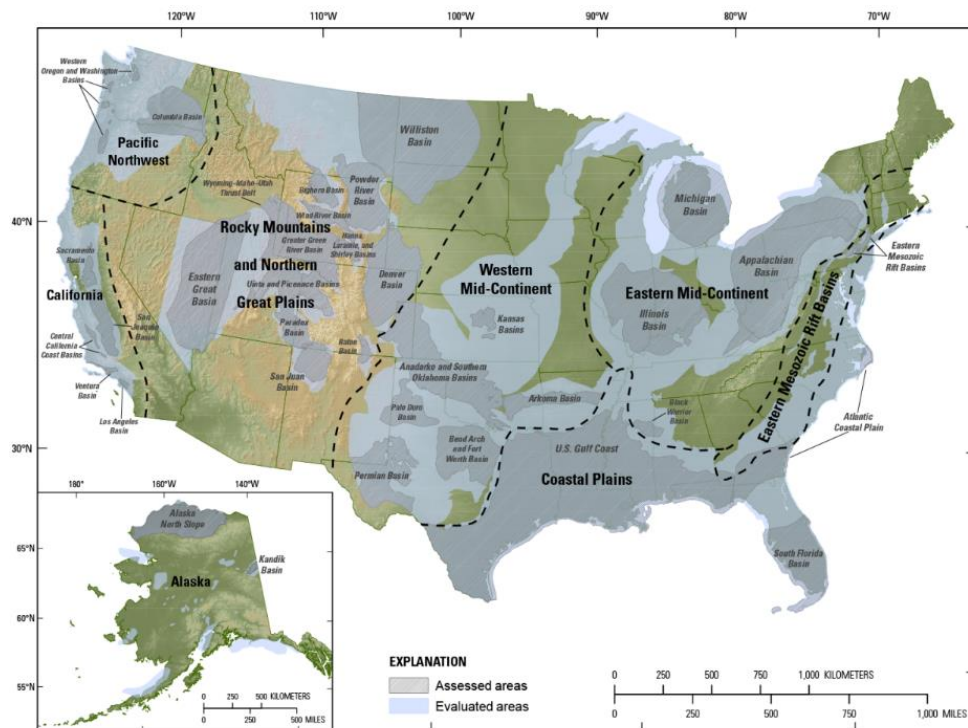 120°W
110°W
100°W
90°W
80°W
70°W
Western
Oregon and Washington
Basins
Columbia Basin
Pacific
Northwest
Williston
Basin
Wyoming-Idaho-Utah
Thrust Belt
Bighorn Basin
Powder
River
Basin
Wind River Basin
Michigan
Basin
40°N
Rocky Mountains
and Northern
Great Plains
Greater Green
River Basin
Hanna,
Laramie, and
Shirley Basins
Sacramento
Basin
California
Eastern
Great
Basin
Uinta and Piceance Basins
Denver
Basin
Western
Mid-Continent
Eastern Mid-Continent
Appalachian
Basin
Eastern
Mesozoic
Rift Basins
Illinois
Basin
Kansas
Basins
San
Joaquin
Basin
Paradox
Basin
Raton
Basin
Central
California
Coast Basins
Ventura
Basin
Los Angeles
Basin
San Juan
Basin
Anadarko and Southern
Oklahoma Basins
Arkoma Basin
Palo Duro
Basin
Black
Warrior
Basin
Eastern Mesozoic Rift Basins
Atlantic
Coastal Plain
30°N
Bend Arch
and Fort
Worth Basin
Permian Basin
U.S. Gulf Coast
Coastal Plains
South Florida
Basin
180°
160°W
140°W
Alaska
North Slope
65°N
Kandik
Basin
Alaska
60°N
55°N
0 250 500 KILOMETERS
0 250 500 MILES
EXPLANATION
Assessed areas
Evaluated areas
0 250 500 750 1,000 KILOMETERS
0 250 500 750 1,000 MILES